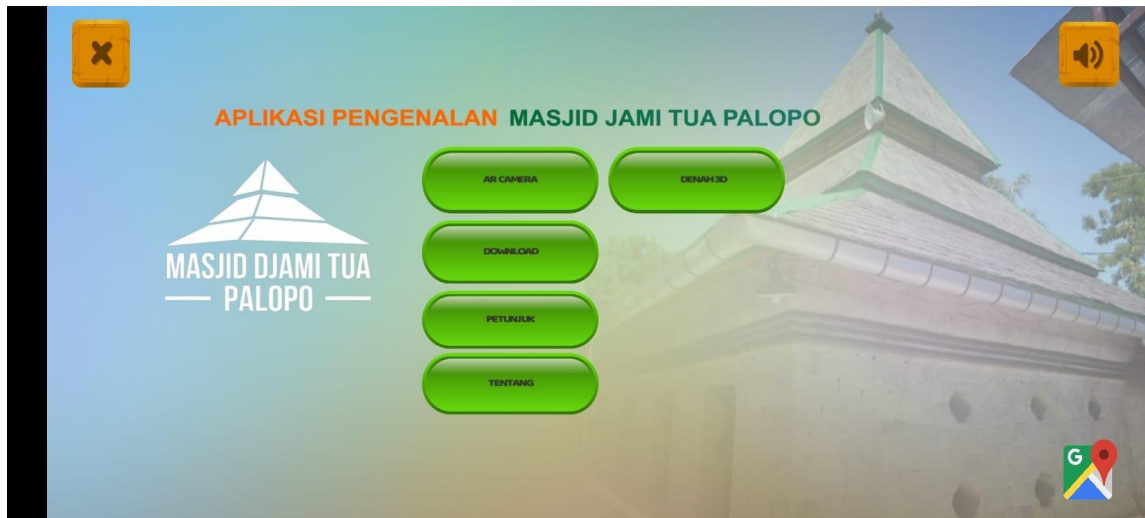 APLIKASI PENGENALAN MASJID JAMI TUA PALOPO
AR CAMERA
DENAH 3D
DOWNLOAD
PETUNJUK
TENTANG
MASJID DJAMI TUA
PALOPO
G